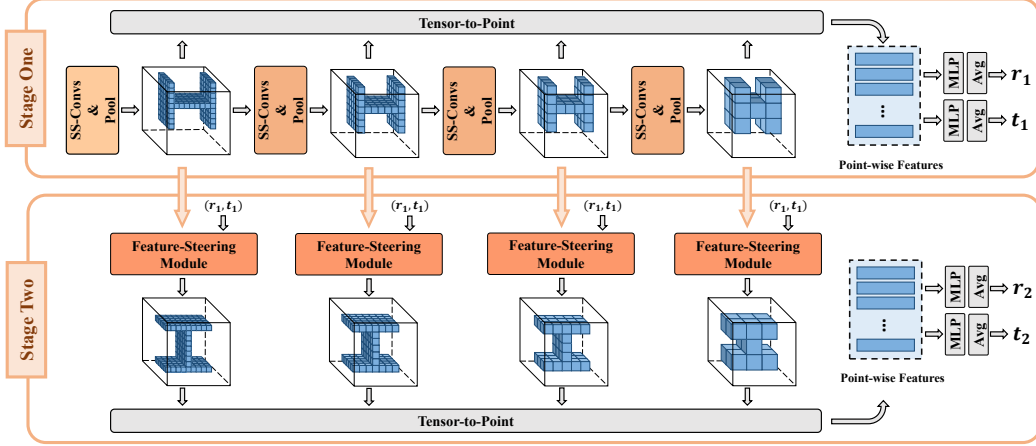 Stage One
Tensor-to-Point
SS-Convs
&
Pool
SS-Convs
&
Pool
SS-Convs
&
Pool
SS-Convs
&
Pool
...
Point-wise Features
MLP
Avg
r₁
MLP
Avg
t₁
Stage Two
(r₁, t₁)
(r₁, t₁)
(r₁, t₁)
(r₁, t₁)
Feature-Steering
Module
Feature-Steering
Module
Feature-Steering
Module
Feature-Steering
Module
Tensor-to-Point
...
Point-wise Features
MLP
Avg
r₂
MLP
Avg
t₂